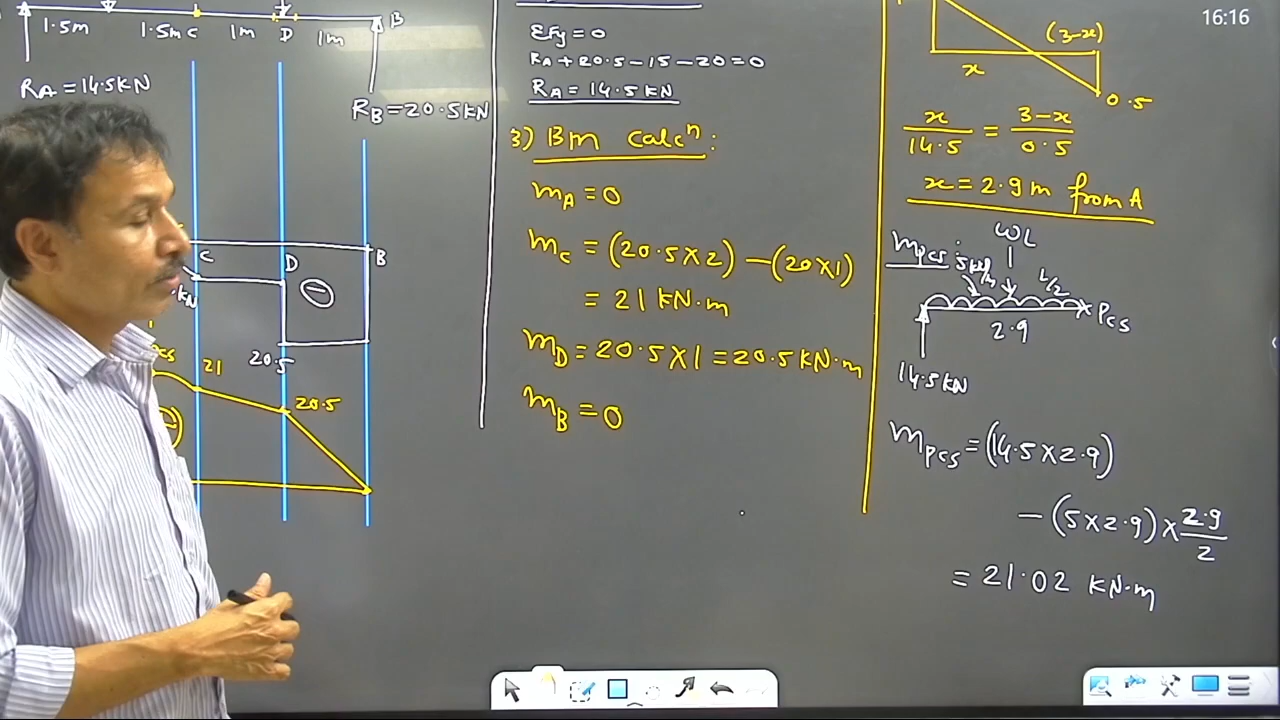 16:16
1.5m 1.5m C 1m D 1m B
RA = 14.5KN
RB = 20.5KN
C D B
KN
⊖
20.5
21
20.5
ΣFy = 0
RA + 20.5 - 15 - 20 = 0
RA = 14.5 KN
3) Bm calcⁿ :
mA = 0
mC = (20.5 × 2) - (20×1)
= 21 KN·m
mD = 20.5 × 1 = 20.5 KN·m
mB = 0
(3-x)
x
0.5
x/14.5 = 3-x/0.5
x = 2.9 m from A
mpcs :
WL
L/2
Pcs
2.9
14.5KN
mpcs = (14.5 × 2.9)
- (5×2.9) × 2.9/2
= 21.02 KN·m